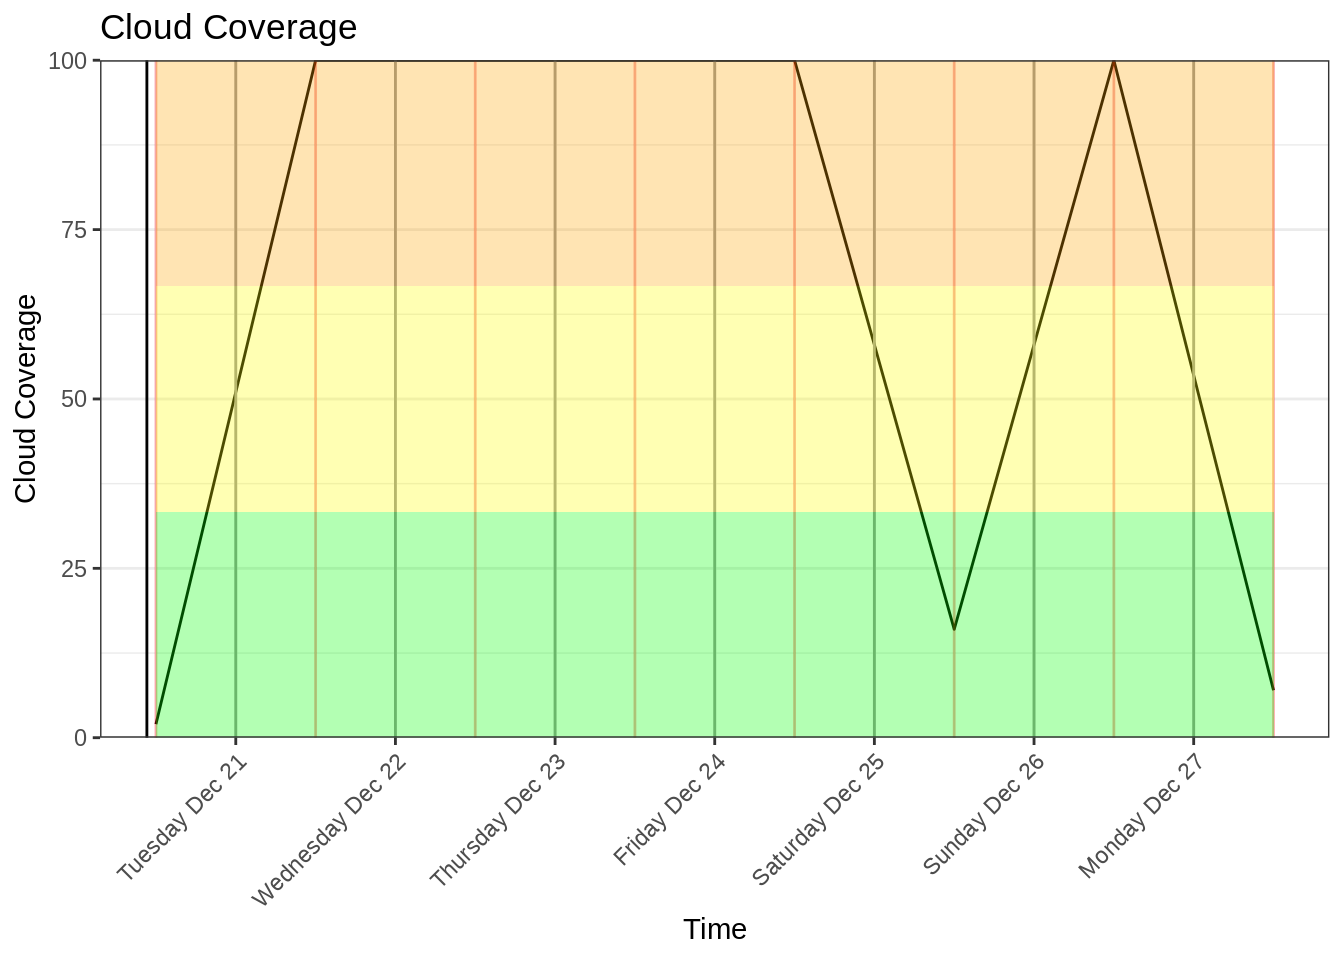 Cloud Coverage
100
75
50
25
0
Cloud Coverage
Tuesday Dec 21
Wednesday Dec 22
Thursday Dec 23
Friday Dec 24
Saturday Dec 25
Sunday Dec 26
Monday Dec 27
Time